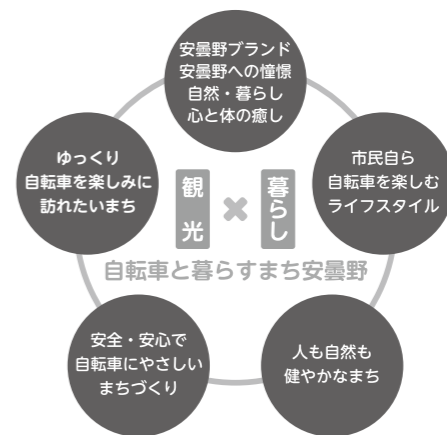 安曇野ブランド
安曇野への憧憬
自然・暮らし
心と体の癒し
ゆっくり
自転車を楽しみに
訪れたいまち
市民自ら
自転車を楽しむ
ライフスタイル
観光
×
暮らし
自転車と暮らすまち安曇野
安全・安心で
自転車にやさしい
まちづくり
人も自然も
健やかなまち